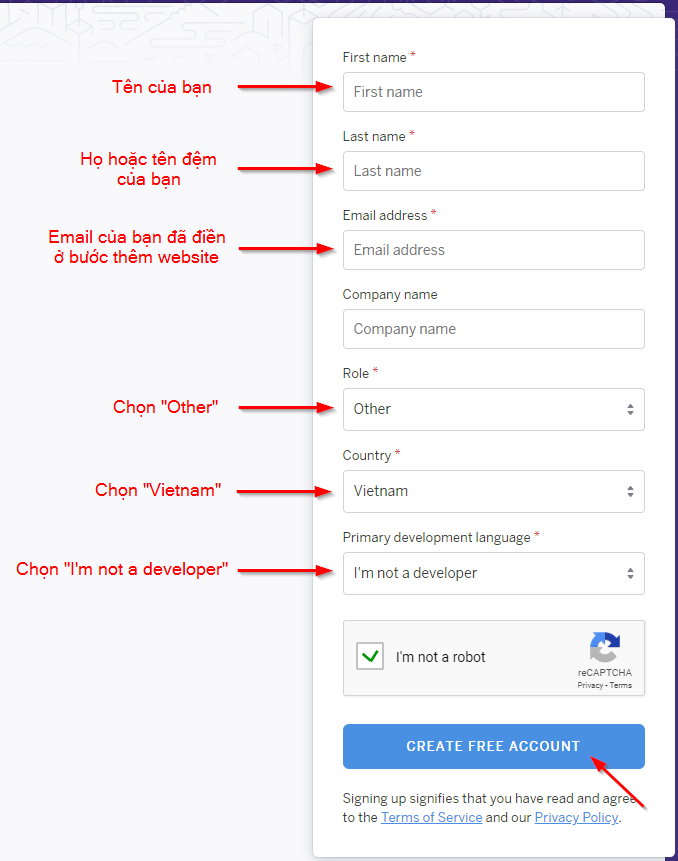 First name *
Tên của bạn
First name
Last name *
Họ hoặc tên đệm
của bạn
Last name
Email address *
Email của bạn đã điền
ở bước thêm website
Email address
Company name
Company name
Role *
Chọn "Other"
Other
Country *
Chọn "Vietnam"
Vietnam
Primary development language *
Chọn "I'm not a developer"
I'm not a developer
I'm not a robot
reCAPTCHA
Privacy - Terms
CREATE FREE ACCOUNT
Signing up signifies that you have read and agree
to the Terms of Service and our Privacy Policy.